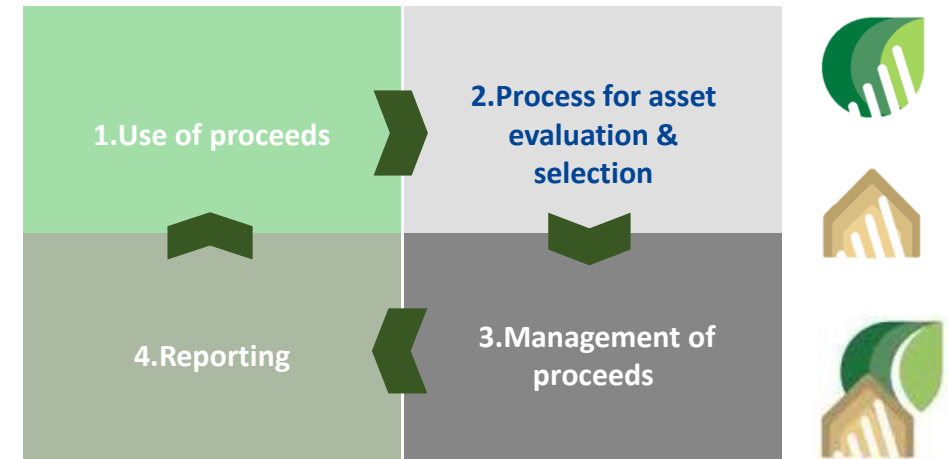 1.Use of proceeds
2.Process for asset
evaluation &
selection
4.Reporting
3.Management of
proceeds